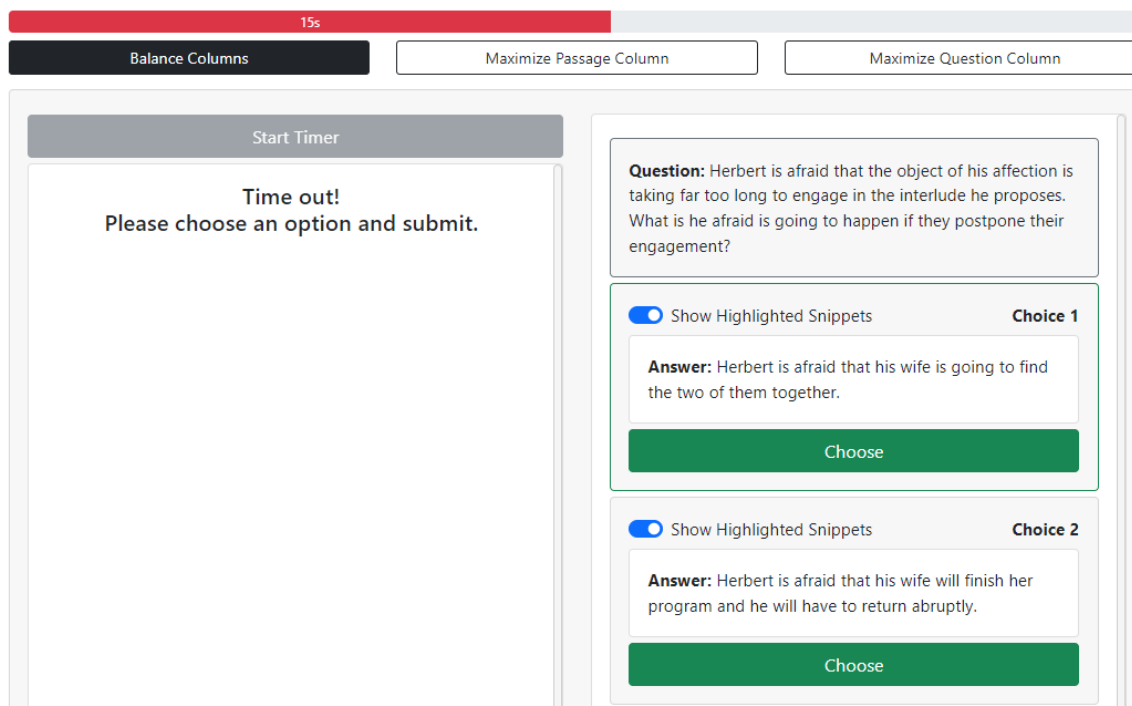 15s
Balance Columns
Maximize Passage Column
Maximize Question Column
Start Timer
Time out!
Please choose an option and submit.
Question: Herbert is afraid that the object of his affection is
taking far too long to engage in the interlude he proposes.
What is he afraid is going to happen if they postpone their
engagement?
Show Highlighted Snippets
Choice 1
Answer: Herbert is afraid that his wife is going to find
the two of them together.
Choose
Show Highlighted Snippets
Choice 2
Answer: Herbert is afraid that his wife will finish her
program and he will have to return abruptly.
Choose